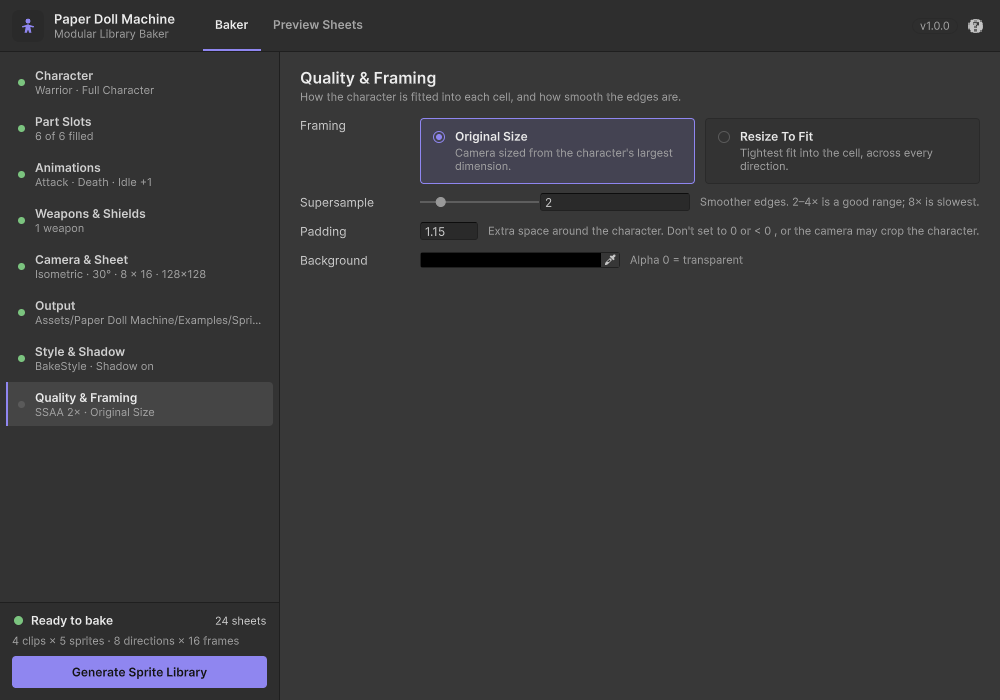 Paper Doll Machine
Modular Library Baker
Baker
Preview Sheets
v1.0.0
?
Character
Warrior · Full Character
Part Slots
6 of 6 filled
Animations
Attack · Death · Idle +1
Weapons & Shields
1 weapon
Camera & Sheet
Isometric · 30° · 8 × 16 · 128×128
Output
Assets/Paper Doll Machine/Examples/Spri...
Style & Shadow
BakeStyle · Shadow on
Quality & Framing
SSAA 2× · Original Size
Ready to bake
24 sheets
4 clips × 5 sprites · 8 directions × 16 frames
Generate Sprite Library
Quality & Framing
How the character is fitted into each cell, and how smooth the edges are.
Framing
Original Size
Camera sized from the character's largest
dimension.
Resize To Fit
Tightest fit into the cell, across every
direction.
Supersample
2
Smoother edges. 2–4× is a good range; 8× is slowest.
Padding
1.15
Extra space around the character. Don't set to 0 or < 0 , or the camera may crop the character.
Background
Alpha 0 = transparent